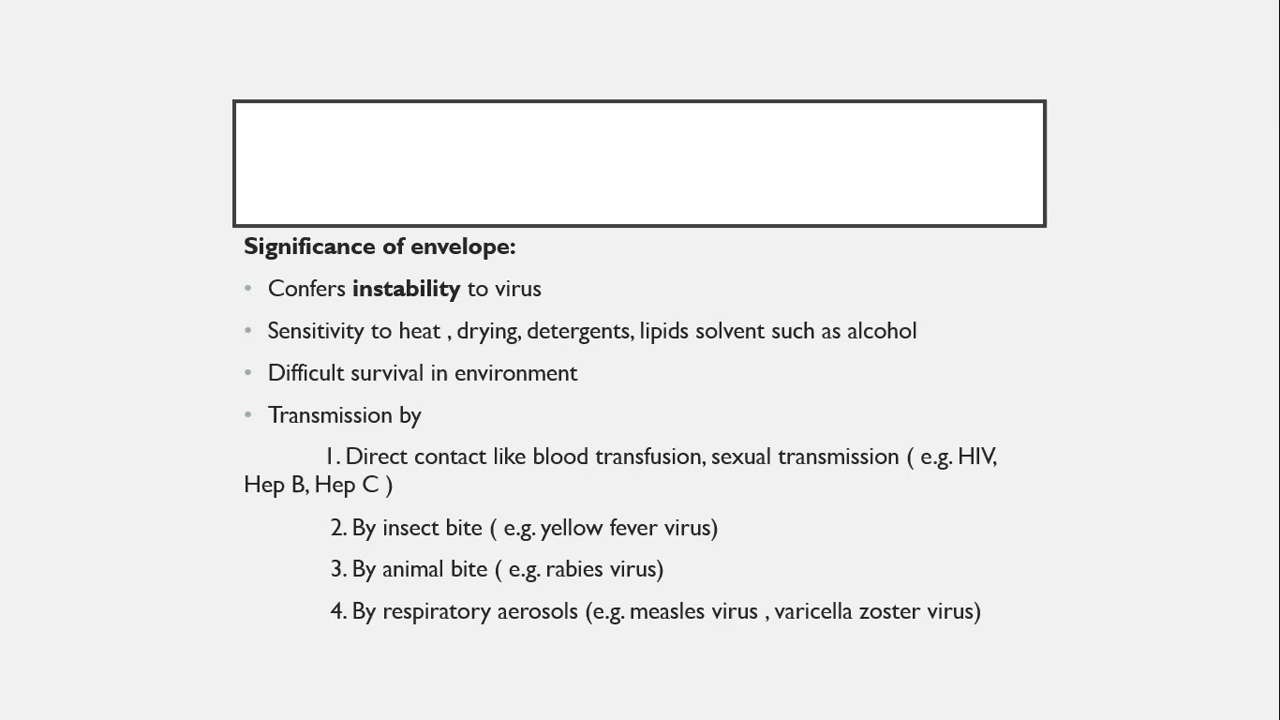 Significance of envelope:
• Confers instability to virus
• Sensitivity to heat , drying, detergents, lipids solvent such as alcohol
• Difficult survival in environment
• Transmission by
1. Direct contact like blood transfusion, sexual transmission ( e.g. HIV,
Hep B, Hep C )
2. By insect bite ( e.g. yellow fever virus)
3. By animal bite ( e.g. rabies virus)
4. By respiratory aerosols (e.g. measles virus , varicella zoster virus)